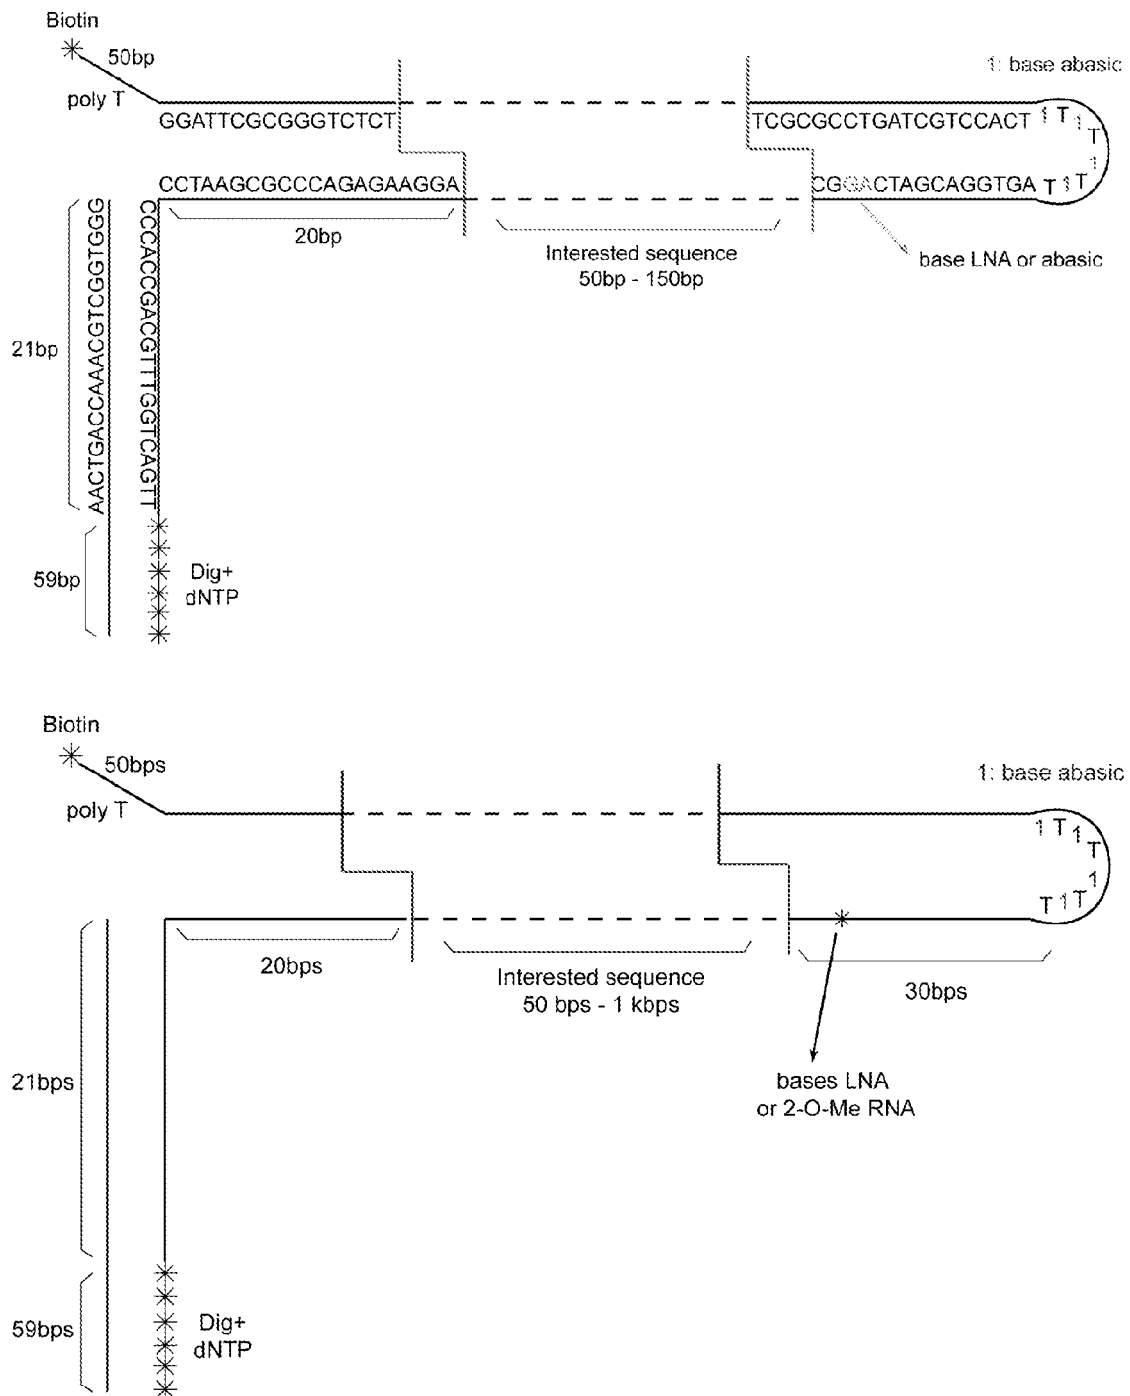 Biotin
50bp
poly T
1: base abasic
GGATTCGCGGGTCTCT
TCGCGCCTGATCGTCCACT
1 T 1 T 1 T 1 T
CCTAAGCGCCCAGAGAAGGA
CGGACTAGCAGGTGA
20bp
Interested sequence
50bp - 150bp
base LNA or abasic
21bp
AACTGACCAAACGTCGGTGGG
CCCACCGACGTTTGGTCAGTT
59bp
Dig+
dNTP
Biotin
50bps
poly T
1: base abasic
1 T 1 T 1 T 1 T
20bps
Interested sequence
50 bps - 1 kbps
30bps
bases LNA
or 2-O-Me RNA
21bps
59bps
Dig+
dNTP